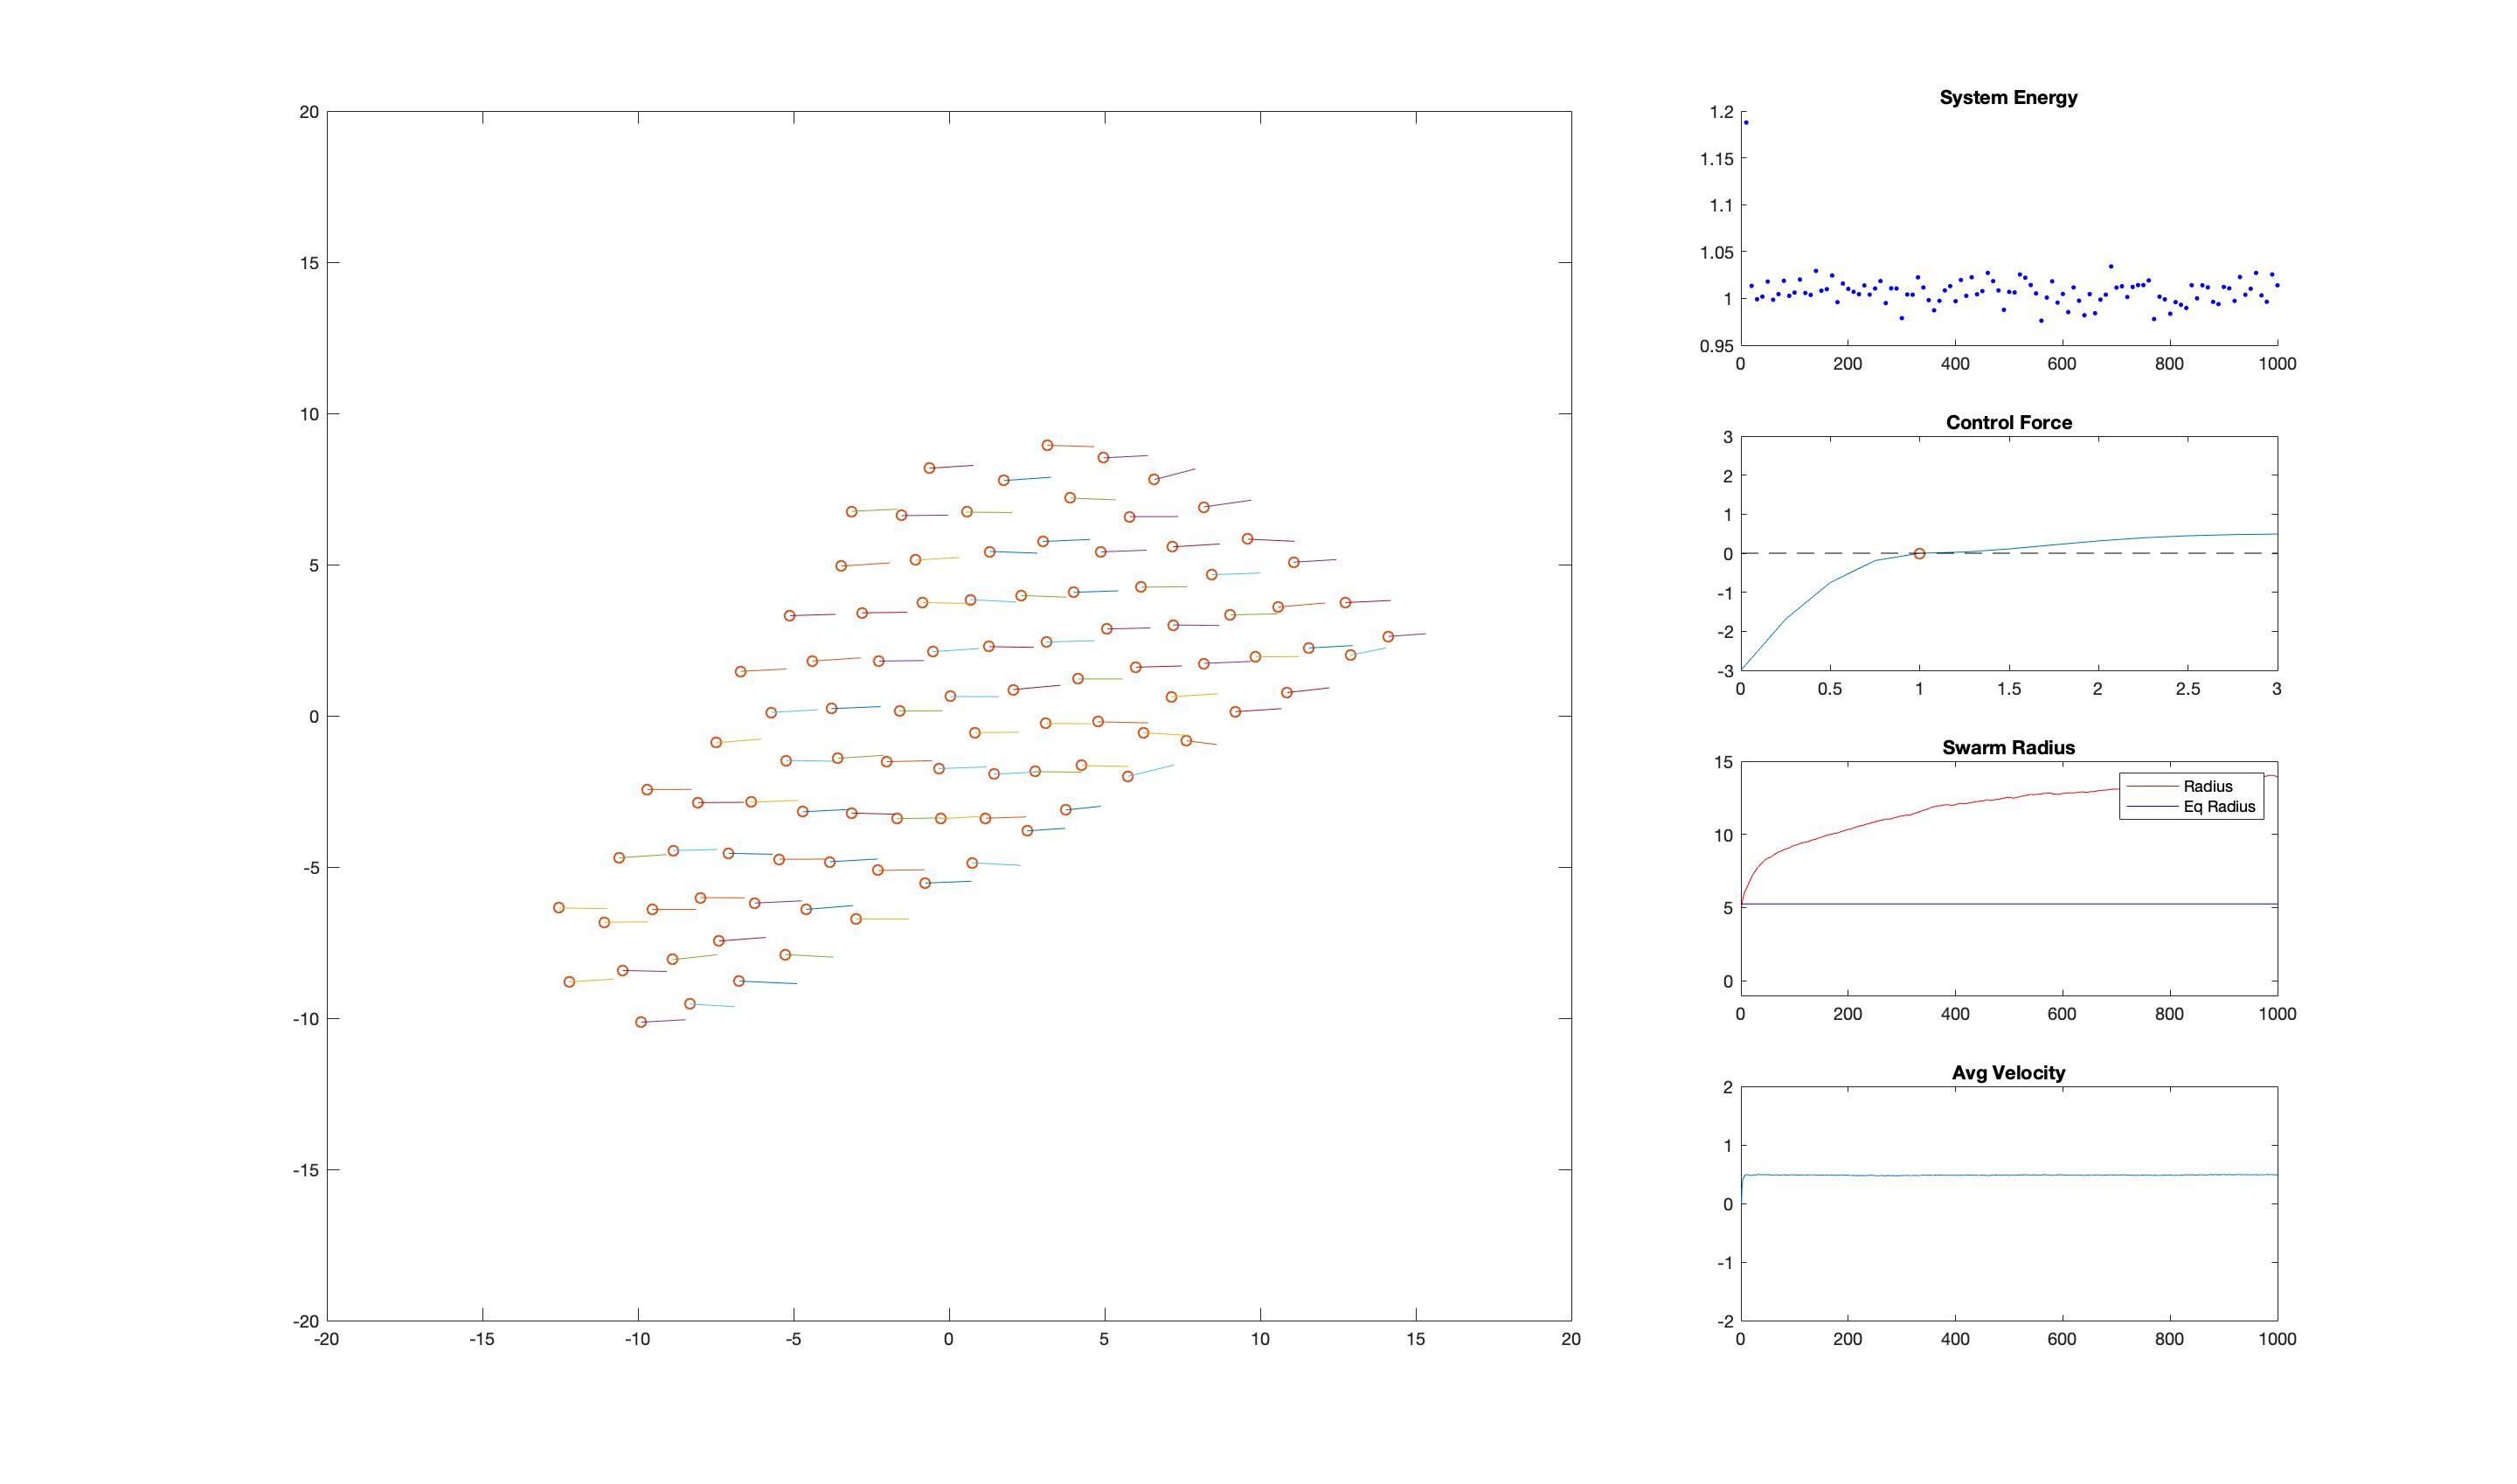 20
15
10
5
0
-5
-10
-15
-20
-20 -15 -10 -5 0 5 10 15 20
System Energy
1.2
1.15
1.1
1.05
1
0.95
0 200 400 600 800 1000
Control Force
3
2
1
0
-1
-2
-3
0 0.5 1 1.5 2 2.5 3
Swarm Radius
15
10
5
0
Radius
Eq Radius
0 200 400 600 800 1000
Avg Velocity
2
1
0
-1
-2
0 200 400 600 800 1000